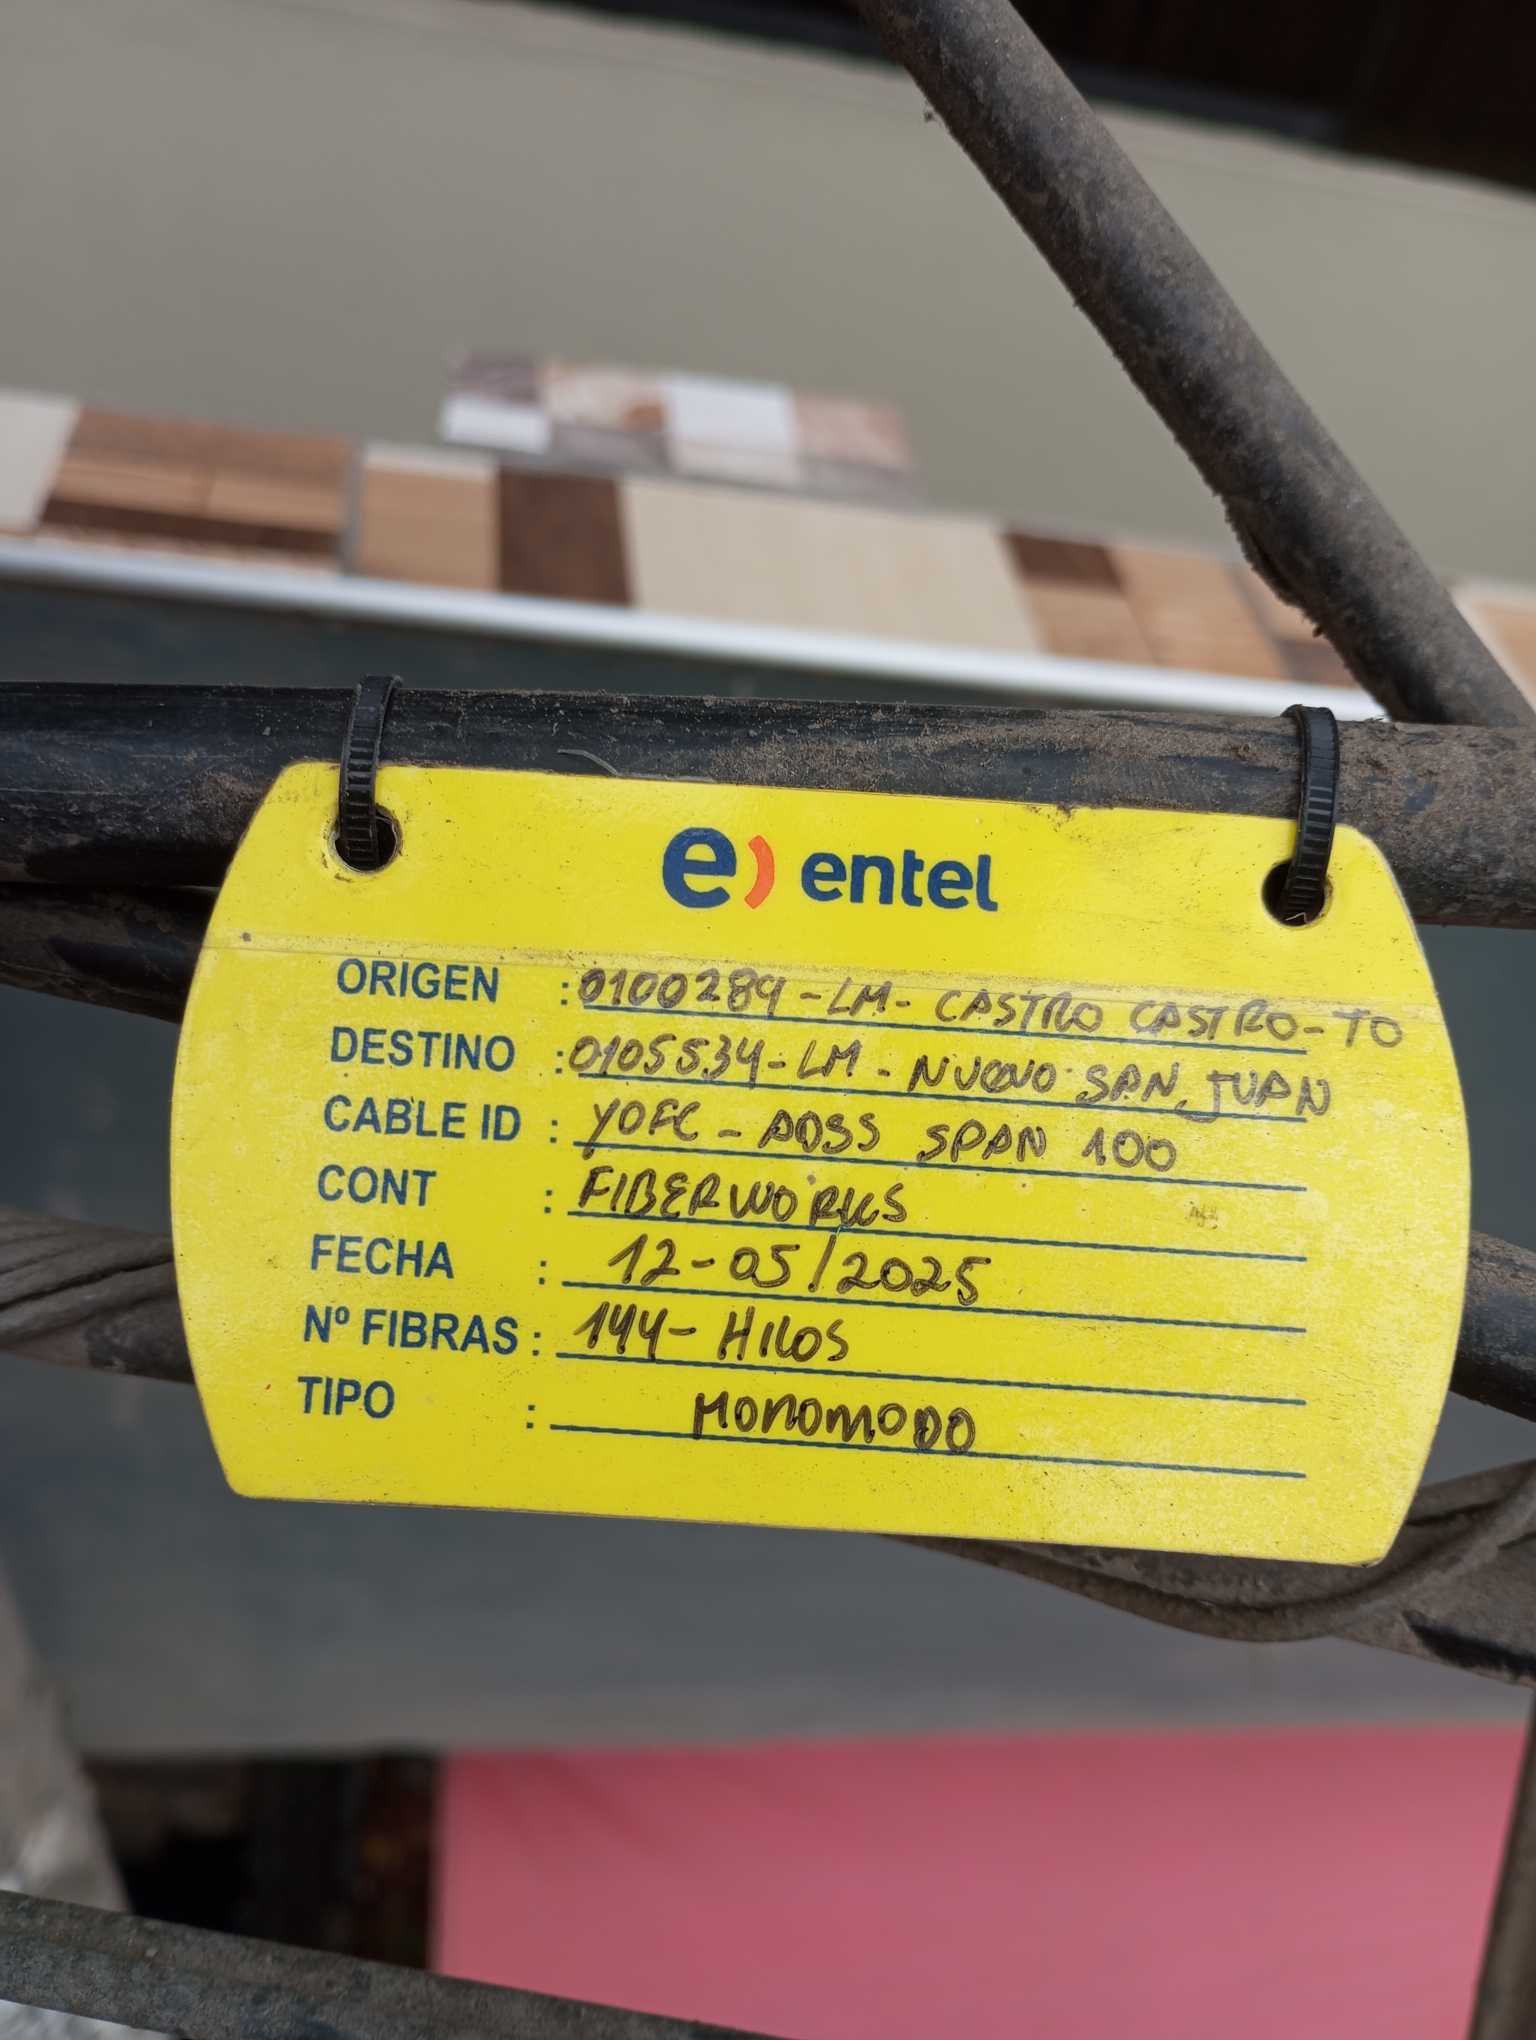 e) entel
ORIGEN : 0100289-LM-CASTRO CASTRO-TO
DESTINO : 0105534-LM-NUEVO SAN JUAN
CABLE ID : YOFC-ADSS SPAN 100
CONT : FIBERWORKS
FECHA : 12-05/2025
Nº FIBRAS : 144-HILOS
TIPO : MONOMODO